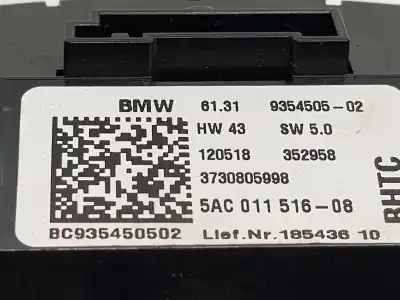 BMW 61.31 9354505-02
HW 43 SW 5.0
120518 352958
3730805998
5AC 011 516-08
BC935450502 Lief.Nr.185436 10
BHTC